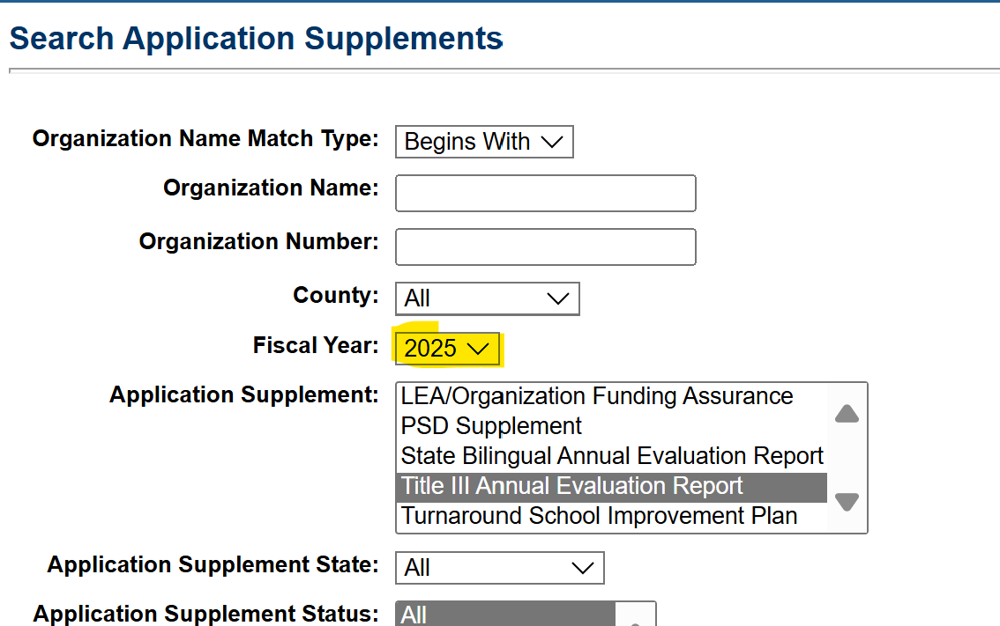 Search Application Supplements
Organization Name Match Type: Begins With
Organization Name:
Organization Number:
County: All
Fiscal Year: 2025
Application Supplement: LEA/Organization Funding Assurance
PSD Supplement
State Bilingual Annual Evaluation Report
Title III Annual Evaluation Report
Turnaround School Improvement Plan
Application Supplement State: All
Application Supplement Status: All